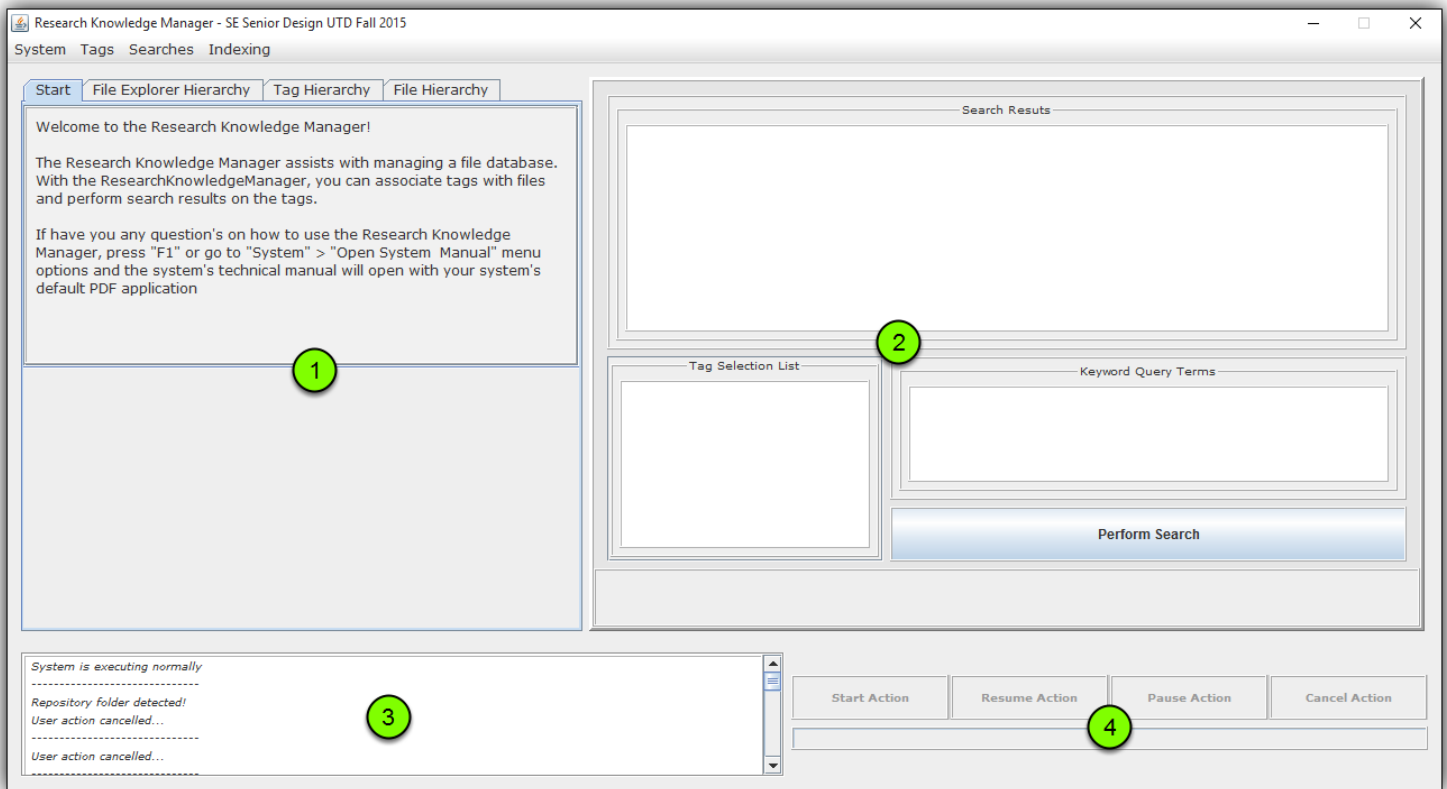 Research Knowledge Manager - SE Senior Design UTD Fall 2015
System Tags Searches Indexing
Start File Explorer Hierarchy Tag Hierarchy File Hierarchy
Welcome to the Research Knowledge Manager!
The Research Knowledge Manager assists with managing a file database.
With the ResearchKnowledgeManager, you can associate tags with files
and perform search results on the tags.
If have you any question's on how to use the Research Knowledge
Manager, press "F1" or go to "System" > "Open System  Manual" menu
options and the system's technical manual will open with your system's
default PDF application
1
Search Resuts
2
Tag Selection List
Keyword Query Terms
Perform Search
System is executing normally
------------------------------
Repository folder detected!
User action cancelled...
------------------------------
User action cancelled...
------------------------------
3
Start Action Resume Action Pause Action Cancel Action
4